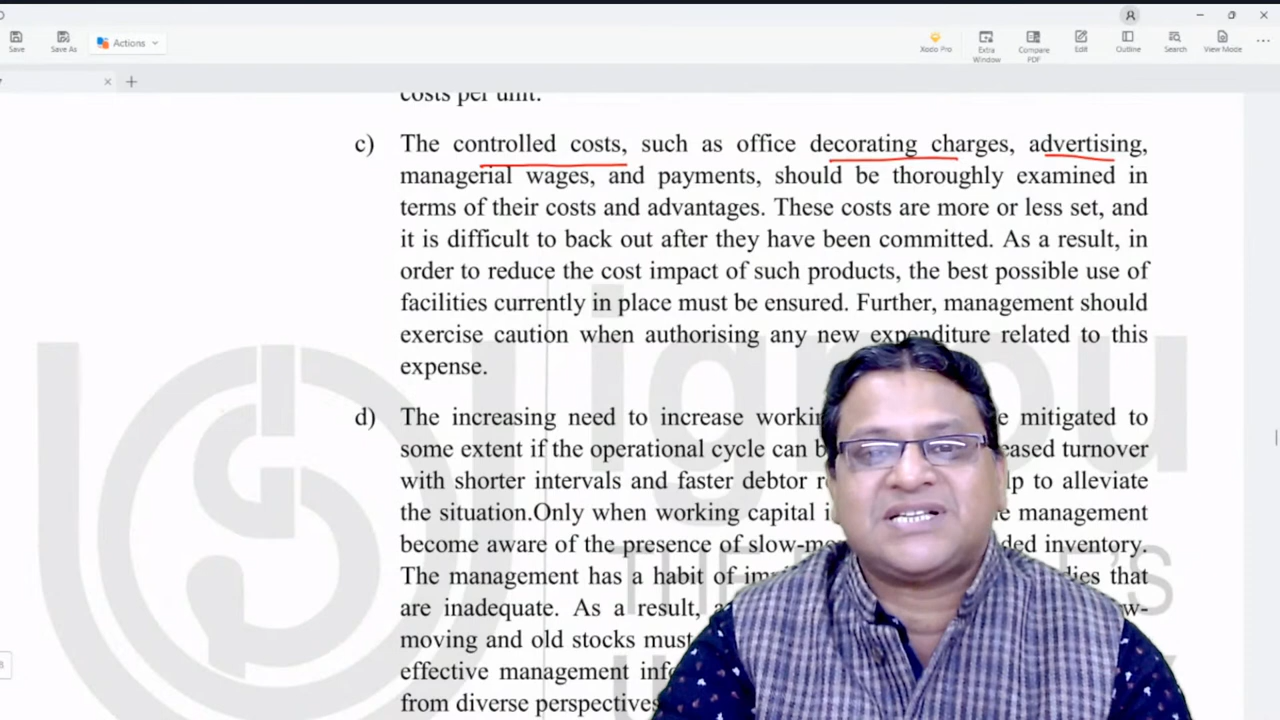 Save
Save As
Actions
Xodo Pro
Extra Window
Compare PDF
Edit
Outline
Search
View Mode
costs per unit.
c) The controlled costs, such as office decorating charges, advertising,
managerial wages, and payments, should be thoroughly examined in
terms of their costs and advantages. These costs are more or less set, and
it is difficult to back out after they have been committed. As a result, in
order to reduce the cost impact of such products, the best possible use of
facilities currently in place must be ensured. Further, management should
exercise caution when authorising any new expenditure related to this
expense.
d) The increasing need to increase mitigated to
some extent if the operational cycle can turnover
with shorter intervals and faster debtor to alleviate
the situation.Only when working capital management
become aware of the presence of inventory.
The management has a habit of that
are inadequate. As a result,
moving and old stocks must
effective management
from diverse perspectives
ignou
THE PEOPLE'S